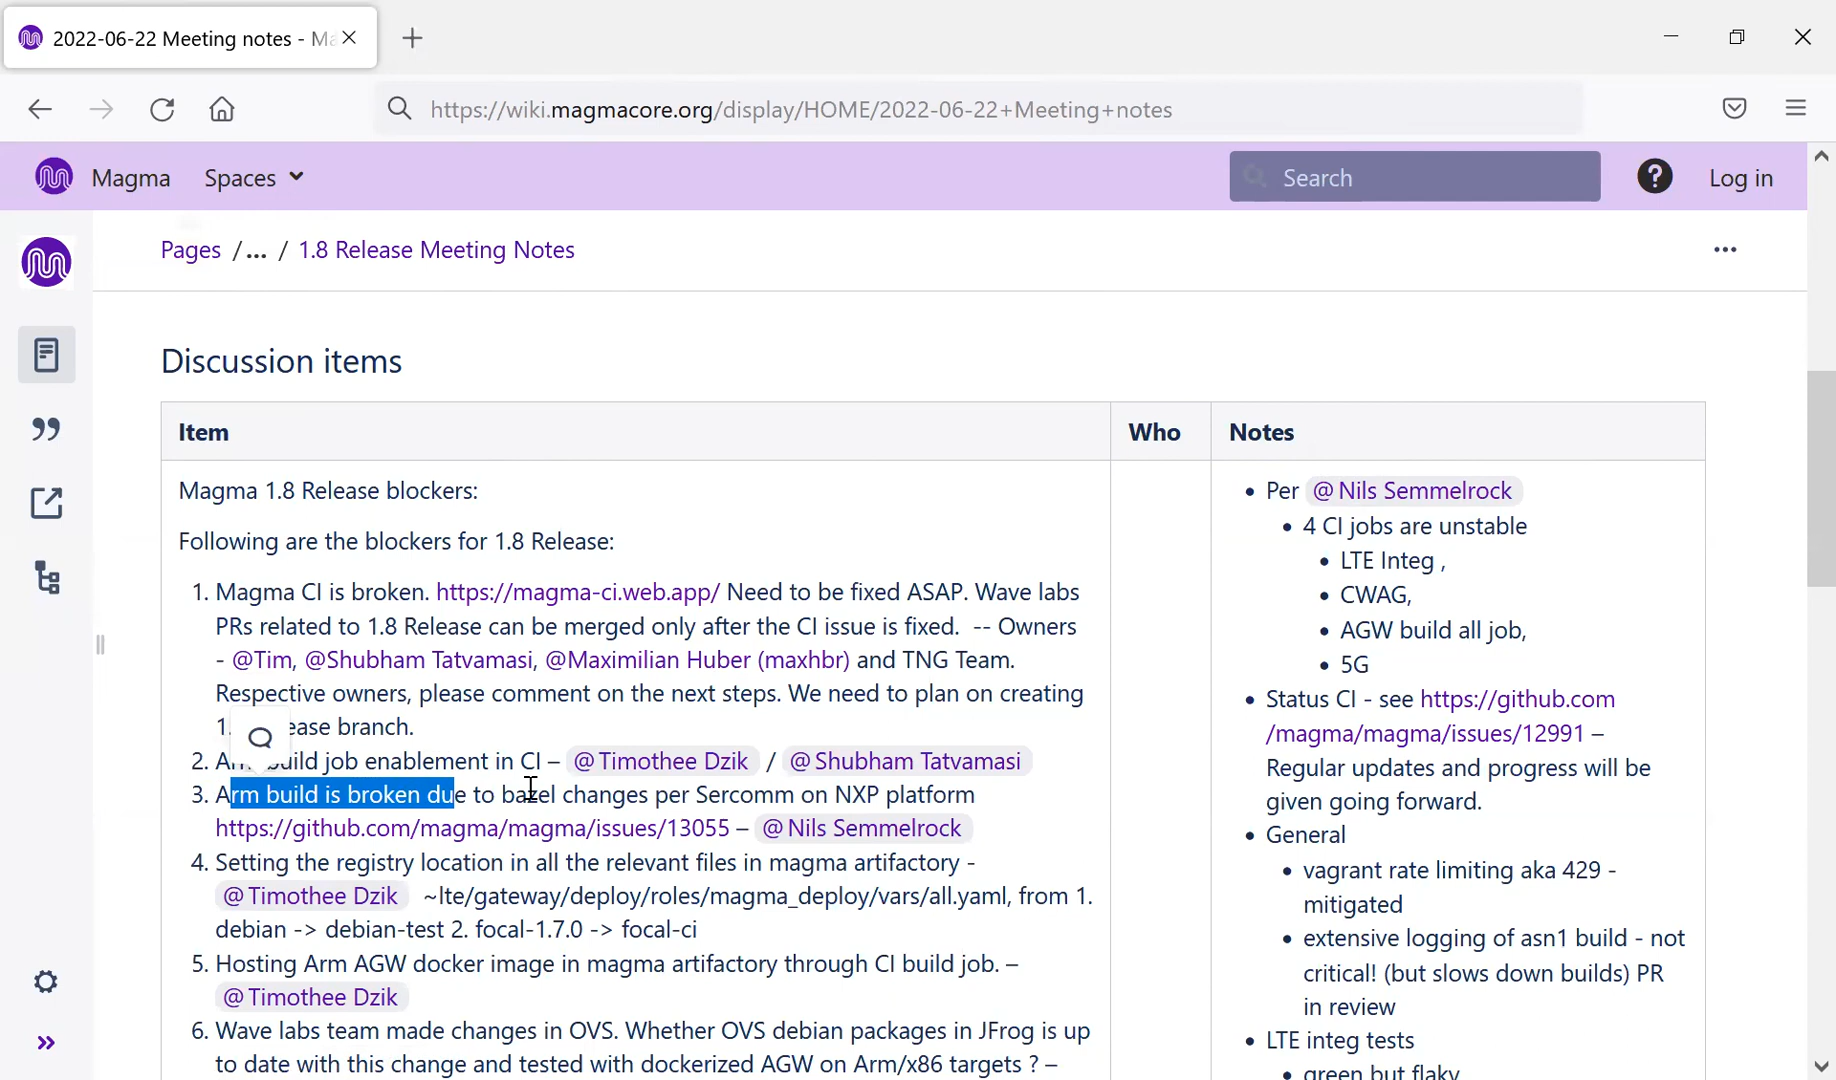 2022-06-22 Meeting notes - Ma
https://wiki.magmacore.org/display/HOME/2022-06-22+Meeting+notes
Magma Spaces Search Log in
Pages /... / 1.8 Release Meeting Notes
Discussion items
Item Who Notes
Magma 1.8 Release blockers:
Following are the blockers for 1.8 Release:
1. Magma CI is broken. https://magma-ci.web.app/ Need to be fixed ASAP. Wave labs
PRs related to 1.8 Release can be merged only after the CI issue is fixed. -- Owners
- @Tim, @Shubham Tatvamasi, @Maximilian Huber (maxhbr) and TNG Team.
Respective owners, please comment on the next steps. We need to plan on creating
1. ease branch.
2. Arm build job enablement in CI – @Timothee Dzik / @Shubham Tatvamasi
3. Arm build is broken due to bazel changes per Sercomm on NXP platform
https://github.com/magma/magma/issues/13055 – @Nils Semmelrock
4. Setting the registry location in all the relevant files in magma artifactory -
@Timothee Dzik ~lte/gateway/deploy/roles/magma_deploy/vars/all.yaml, from 1.
debian -> debian-test 2. focal-1.7.0 -> focal-ci
5. Hosting Arm AGW docker image in magma artifactory through CI build job. –
@Timothee Dzik
6. Wave labs team made changes in OVS. Whether OVS debian packages in JFrog is up
to date with this change and tested with dockerized AGW on Arm/x86 targets ? –
• Per @Nils Semmelrock
• 4 CI jobs are unstable
• LTE Integ ,
• CWAG,
• AGW build all job,
• 5G
• Status CI - see https://github.com
/magma/magma/issues/12991 –
Regular updates and progress will be
given going forward.
• General
• vagrant rate limiting aka 429 -
mitigated
• extensive logging of asn1 build - not
critical! (but slows down builds) PR
in review
• LTE integ tests
• green but flaky